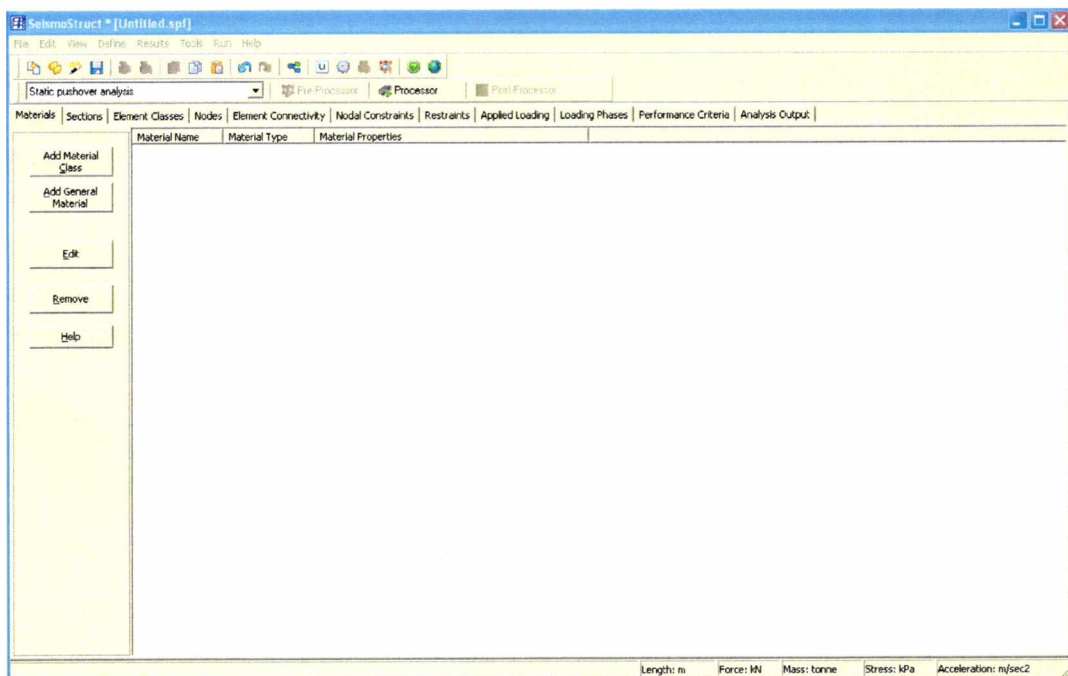 SeismoStruct * [Untitled.spf]
File Edit View Define Results Tools Run Help
U
Static pushover analysis Pre Processor Processor Post-Processor
Materials Sections Element Classes Nodes Element Connectivity Nodal Constraints Restraints Applied Loading Loading Phases Performance Criteria Analysis Output
Material Name Material Type Material Properties
Add Material
Class
Add General
Material
Edit
Remove
Help
Length: m Force: kN Mass: tonne Stress: kPa Acceleration: m/sec2